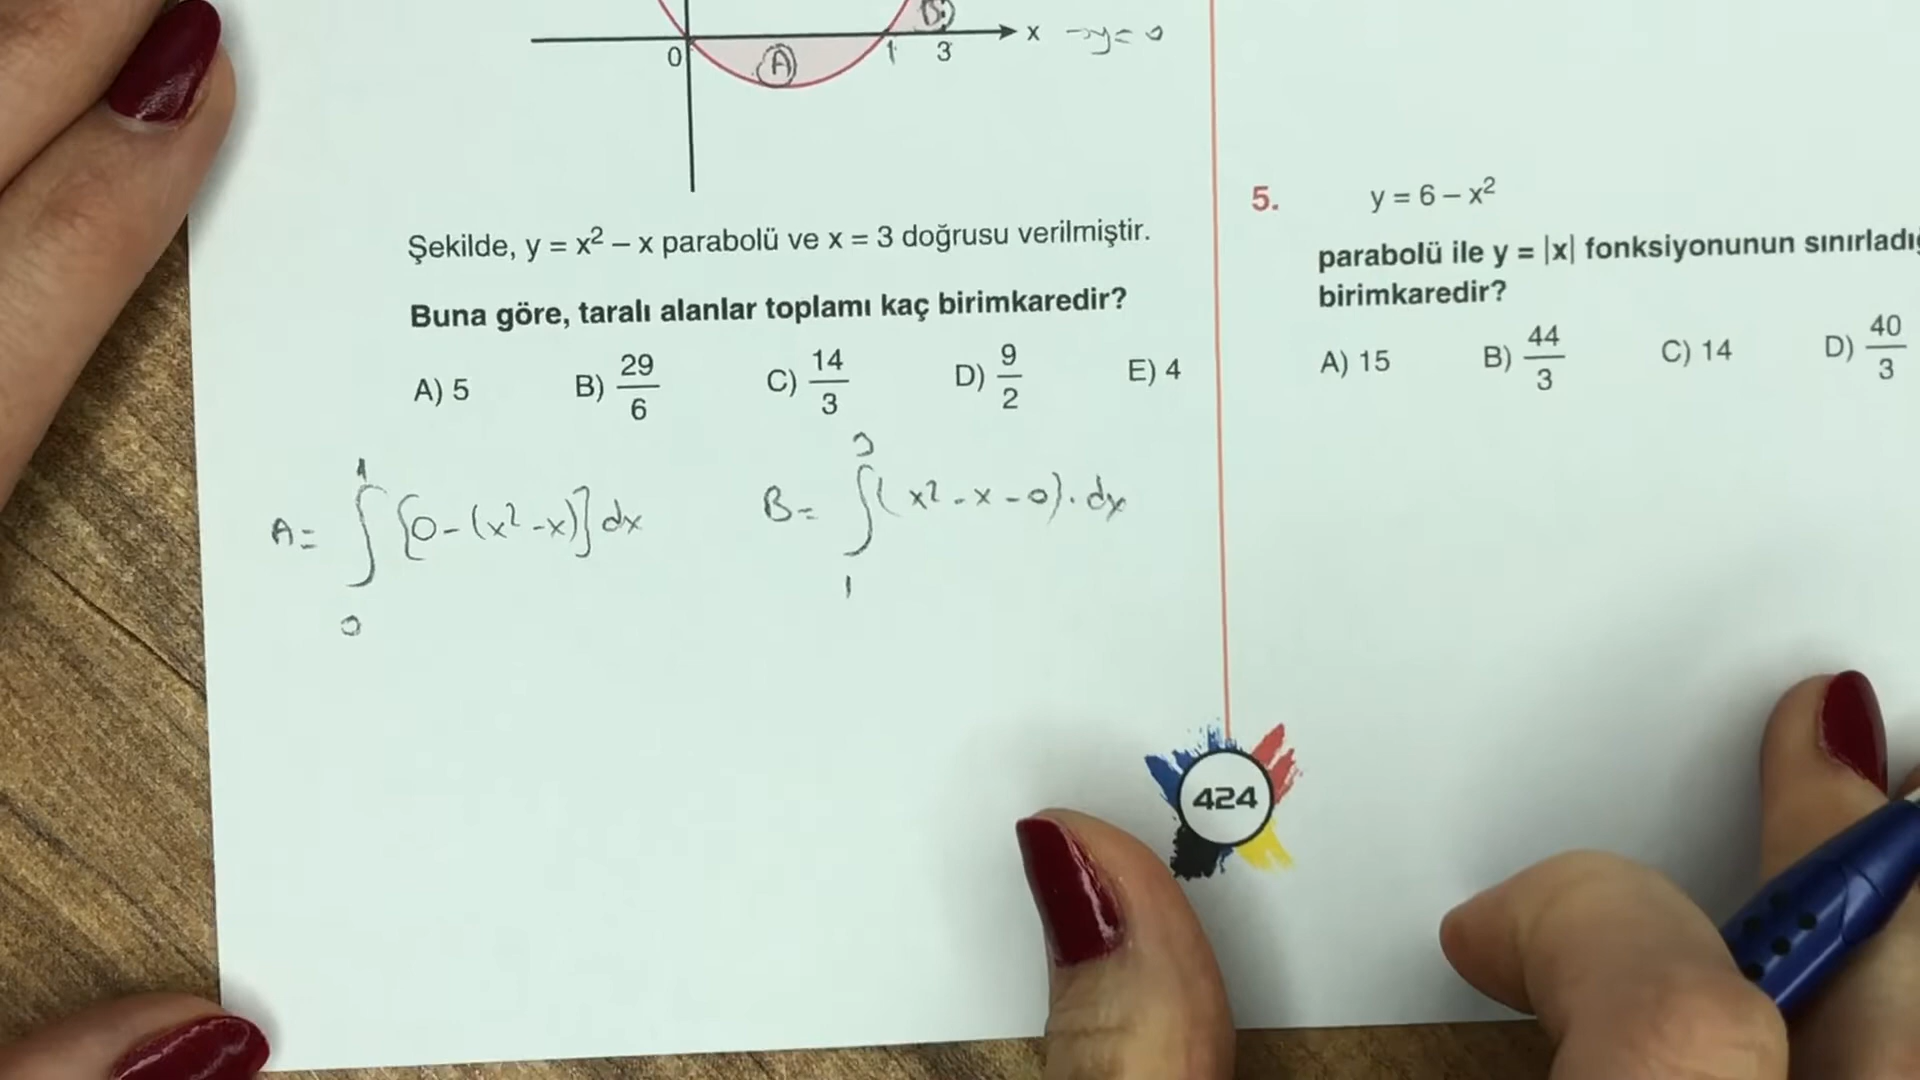 B
x → y = 0
0 A 1 3
Şekilde, y = x² – x parabolü ve x = 3 doğrusu verilmiştir.
Buna göre, taralı alanlar toplamı kaç birimkaredir?
A) 5 B) 29/6 C) 14/3 D) 9/2 E) 4
A = ∫₀¹ [0 - (x² - x)] dx B = ∫₁³ (x² - x - 0) . dx
5. y = 6 – x²
parabolü ile y = |x| fonksiyonunun
birimkaredir?
A) 15 B) 44/3 C) 14 D) 40/3
424